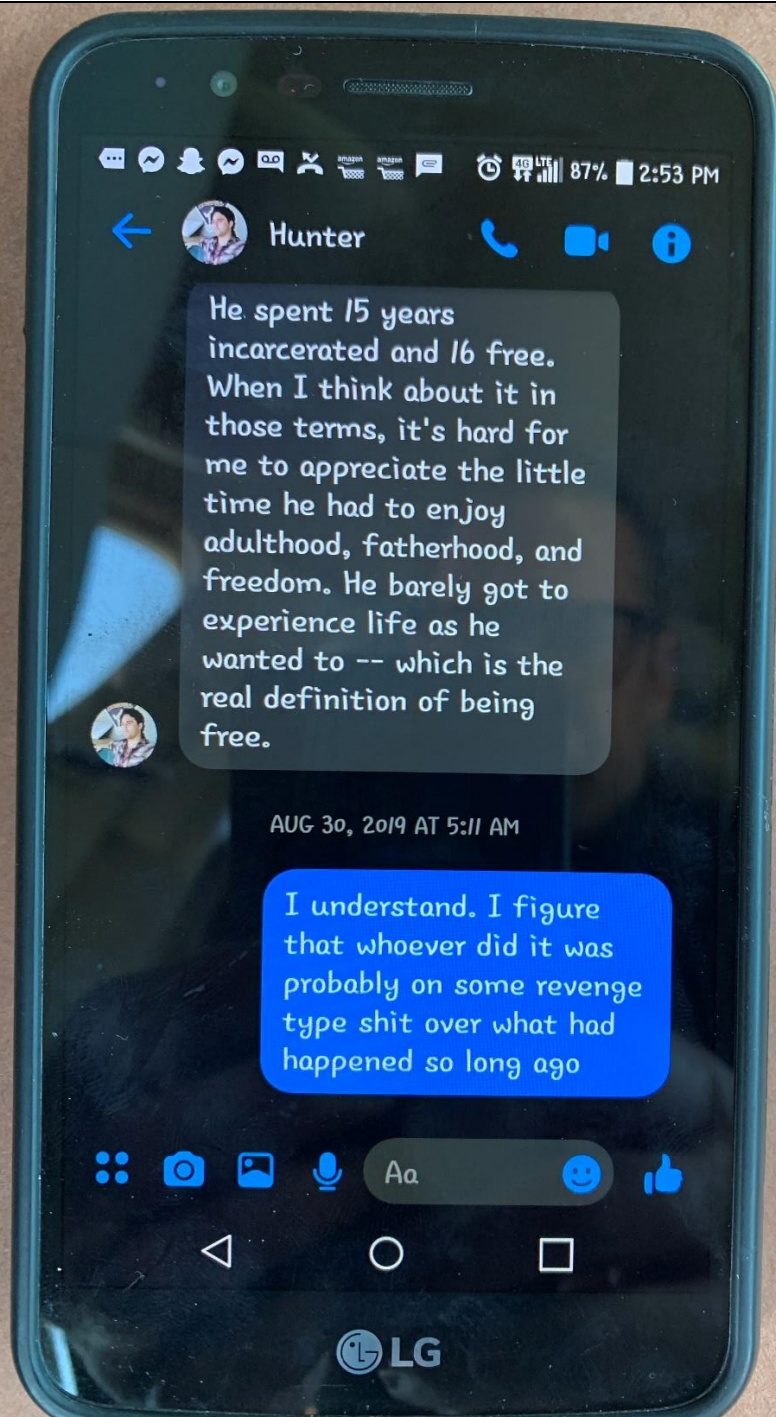 amazon
amazon
4G LTE
87%
2:53 PM
Hunter
He spent 15 years
incarcerated and 16 free.
When I think about it in
those terms, it's hard for
me to appreciate the little
time he had to enjoy
adulthood, fatherhood, and
freedom. He barely got to
experience life as he
wanted to -- which is the
real definition of being
free.
AUG 30, 2019 AT 5:11 AM
I understand. I figure
that whoever did it was
probably on some revenge
type shit over what had
happened so long ago
Aa
LG